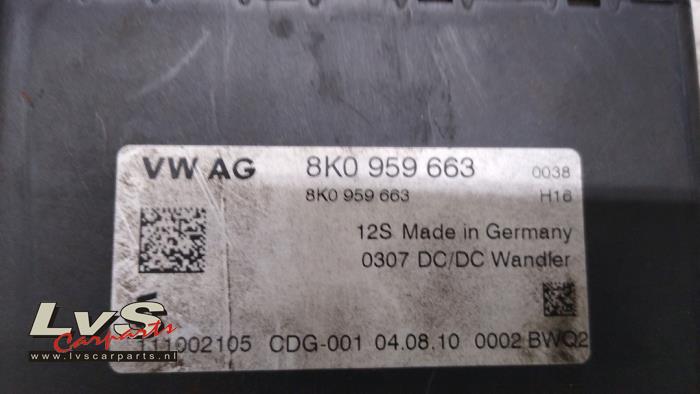 VW AG 8K0 959 663 0038
8K0 959 663 H16
12S Made in Germany
0307 DC/DC Wandler
111002105 CDG-001 04.08.10 0002 BWQ2
LvS
Carparts
www.lvscarparts.nl